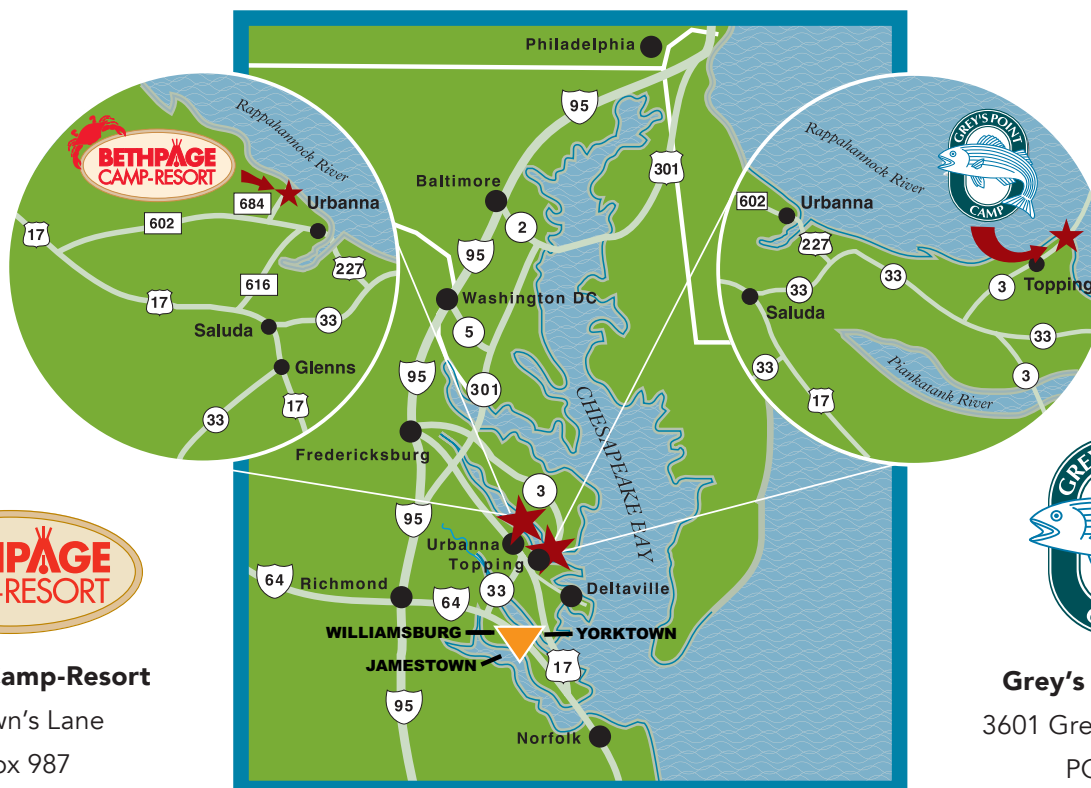 Philadelphia
95
301
Baltimore
2
95
Washington DC
5
95
301
CHESAPEAKE BAY
Fredericksburg
3
95
Urbanna
Topping
64
Richmond
64
33
Deltaville
WILLIAMSBURG
YORKTOWN
JAMESTOWN
17
95
Norfolk
Rappahannock River
BETHPAGE
CAMP-RESORT
684
Urbanna
602
17
227
616
17
33
Saluda
Glenns
17
33
GREY'S POINT
CAMP
Rappahannock River
602
Urbanna
227
33
33
3
Topping
Saluda
33
33
Piankatank River
3
17
HPAGE
-RESORT
amp-Resort
wn's Lane
ox 987
GREY
Grey's
3601 Gre
PO